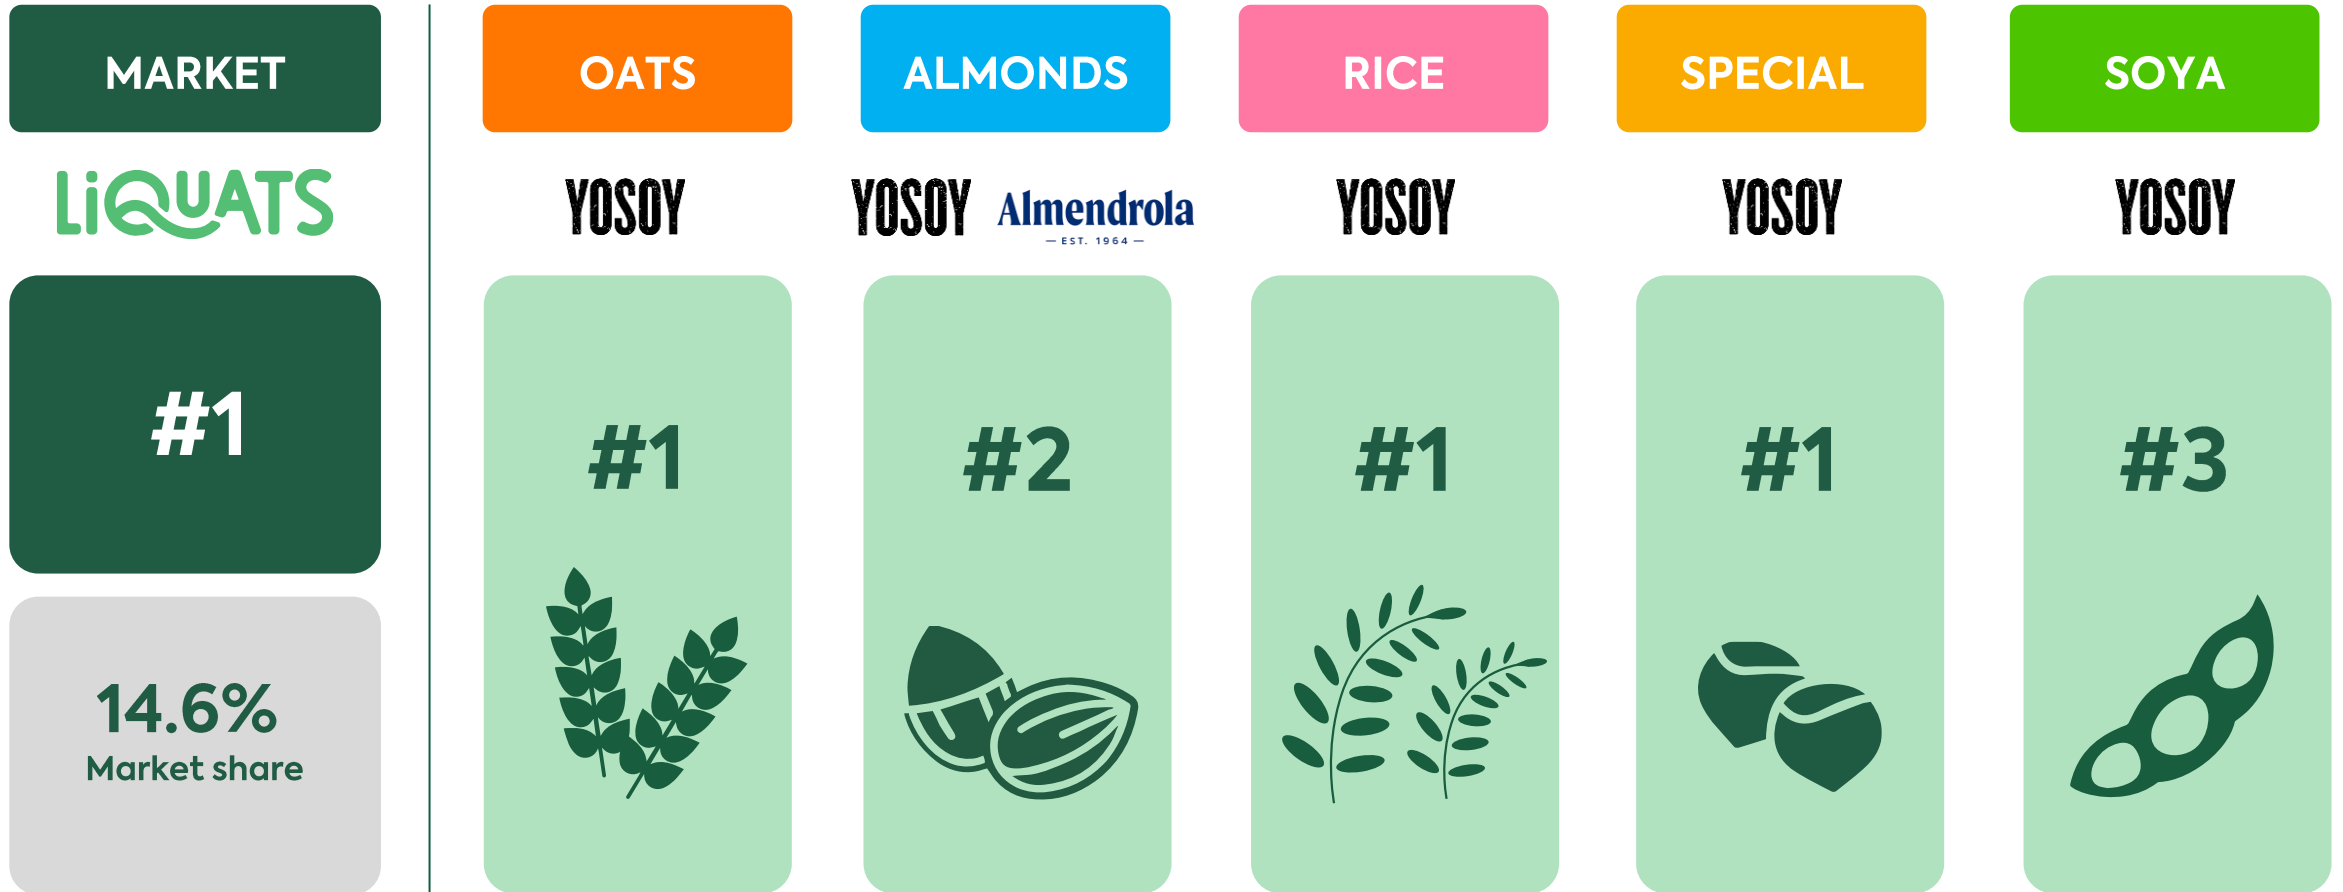 MARKET
LiQUATS
#1
14.6%
Market share
OATS
YOSOY
#1
ALMONDS
YOSOY
Almendrola
— EST. 1964 —
#2
RICE
YOSOY
#1
SPECIAL
YOSOY
#1
SOYA
YOSOY
#3